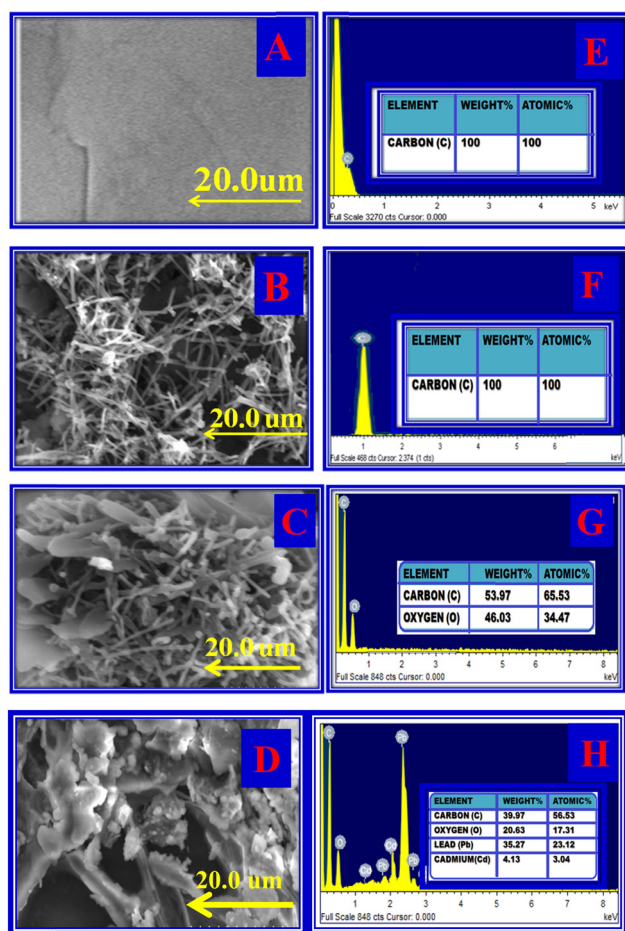 A
20.0um
E
ELEMENT WEIGHT% ATOMIC%
CARBON (C) 100 100
C
0 1 2 3 4 5 keV
Full Scale 3270 cts Cursor: 0.000
B
20.0 um
F
ELEMENT WEIGHT% ATOMIC%
CARBON (C) 100 100
1 2 3 4 5 6
Full Scale 468 cts Cursor: 2.374 (1 cts) keV
C
20.0 um
G
C
O
ELEMENT WEIGHT% ATOMIC%
CARBON (C) 53.97 65.53
OXYGEN (O) 46.03 34.47
1 2 3 4 5 6 7 8
Full Scale 848 cts Cursor: 0.000 keV
D
20.0 um
H
C
Pb
O
Cd
Cd
Pb
Pb
ELEMENT WEIGHT% ATOMIC%
CARBON (C) 39.97 56.53
OXYGEN (O) 20.63 17.31
LEAD (Pb) 35.27 23.12
CADMIUM(Cd) 4.13 3.04
1 2 3 4 5 6 7 8
Full Scale 848 cts Cursor: 0.000 keV